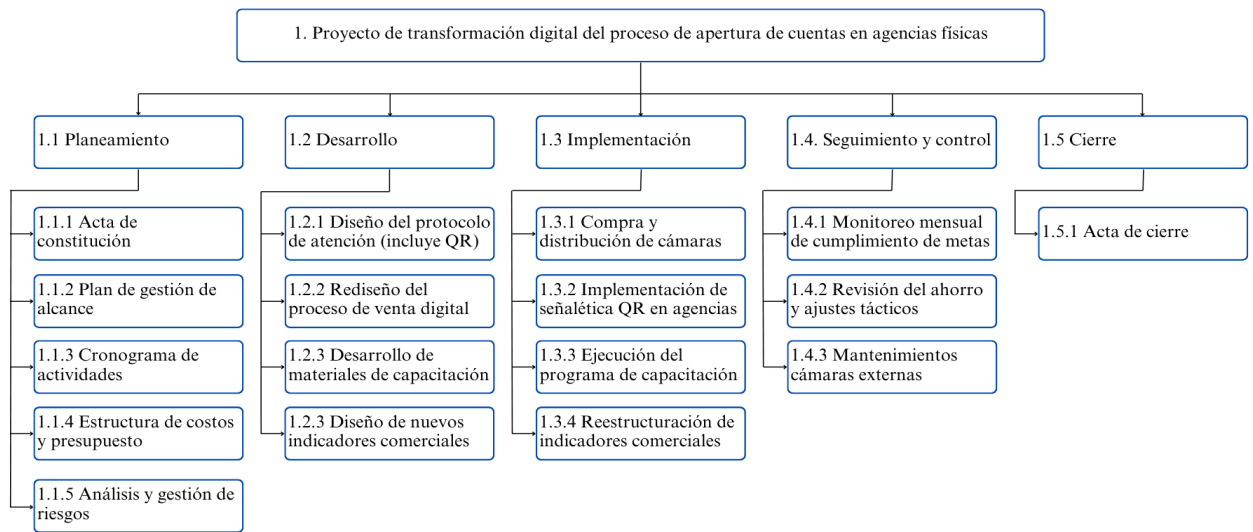 1. Proyecto de transformación digital del proceso de apertura de cuentas en agencias físicas
1.1 Planeamiento
1.1.1 Acta de
constitución
1.1.2 Plan de gestión de
alcance
1.1.3 Cronograma de
actividades
1.1.4 Estructura de costos
y presupuesto
1.1.5 Análisis y gestión de
riesgos
1.2 Desarrollo
1.2.1 Diseño del protocolo
de atención (incluye QR)
1.2.2 Rediseño del
proceso de venta digital
1.2.3 Desarrollo de
materiales de capacitación
1.2.3 Diseño de nuevos
indicadores comerciales
1.3 Implementación
1.3.1 Compra y
distribución de cámaras
1.3.2 Implementación de
señalética QR en agencias
1.3.3 Ejecución del
programa de capacitación
1.3.4 Reestructuración de
indicadores comerciales
1.4. Seguimiento y control
1.4.1 Monitoreo mensual
de cumplimiento de metas
1.4.2 Revisión del ahorro
y ajustes tácticos
1.4.3 Mantenimientos
cámaras externas
1.5 Cierre
1.5.1 Acta de cierre